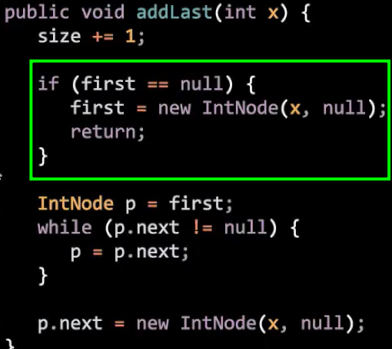 public void addLast(int x) {
    size += 1;

    if (first == null) {
        first = new IntNode(x, null);
        return;
    }

    IntNode p = first;
    while (p.next != null) {
        p = p.next;
    }

    p.next = new IntNode(x, null);
}